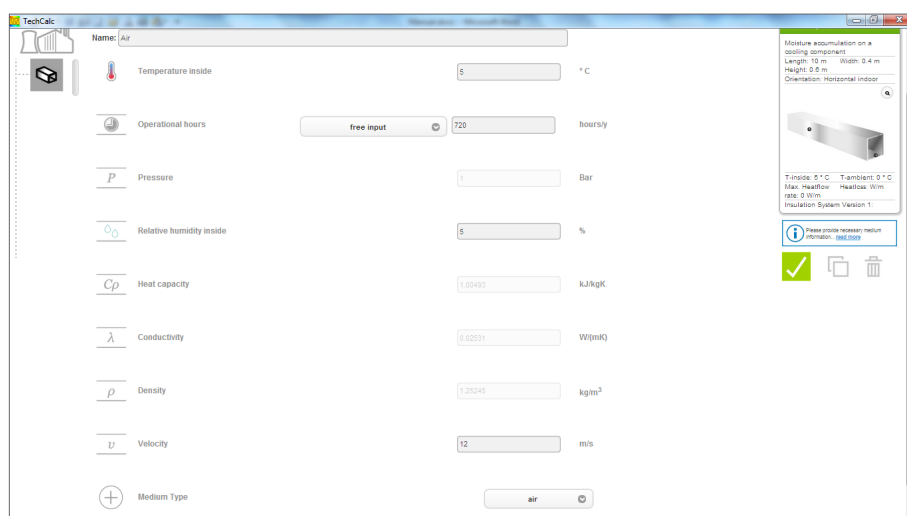 TechCalc
Name: Air
Temperature inside 5 ° C
Operational hours free input 720 hours/y
P Pressure 1 Bar
Relative humidity inside 5 %
Cρ Heat capacity 1.00493 kJ/kgK
λ Conductivity 0.02531 W/(mK)
ρ Density 1.25245 kg/m³
υ Velocity 12 m/s
Medium Type air
Moisture accumulation on a
cooling component
Length: 10 m Width: 0.4 m
Height: 0.6 m
Orientation: Horizontal indoor
T-inside: 5 ° C T-ambient: 0 ° C
Max. Heatflow Heatloss: W/m
rate: 0 W/m
Insulation System Version 1:
Please provide necessary medium
information... read more